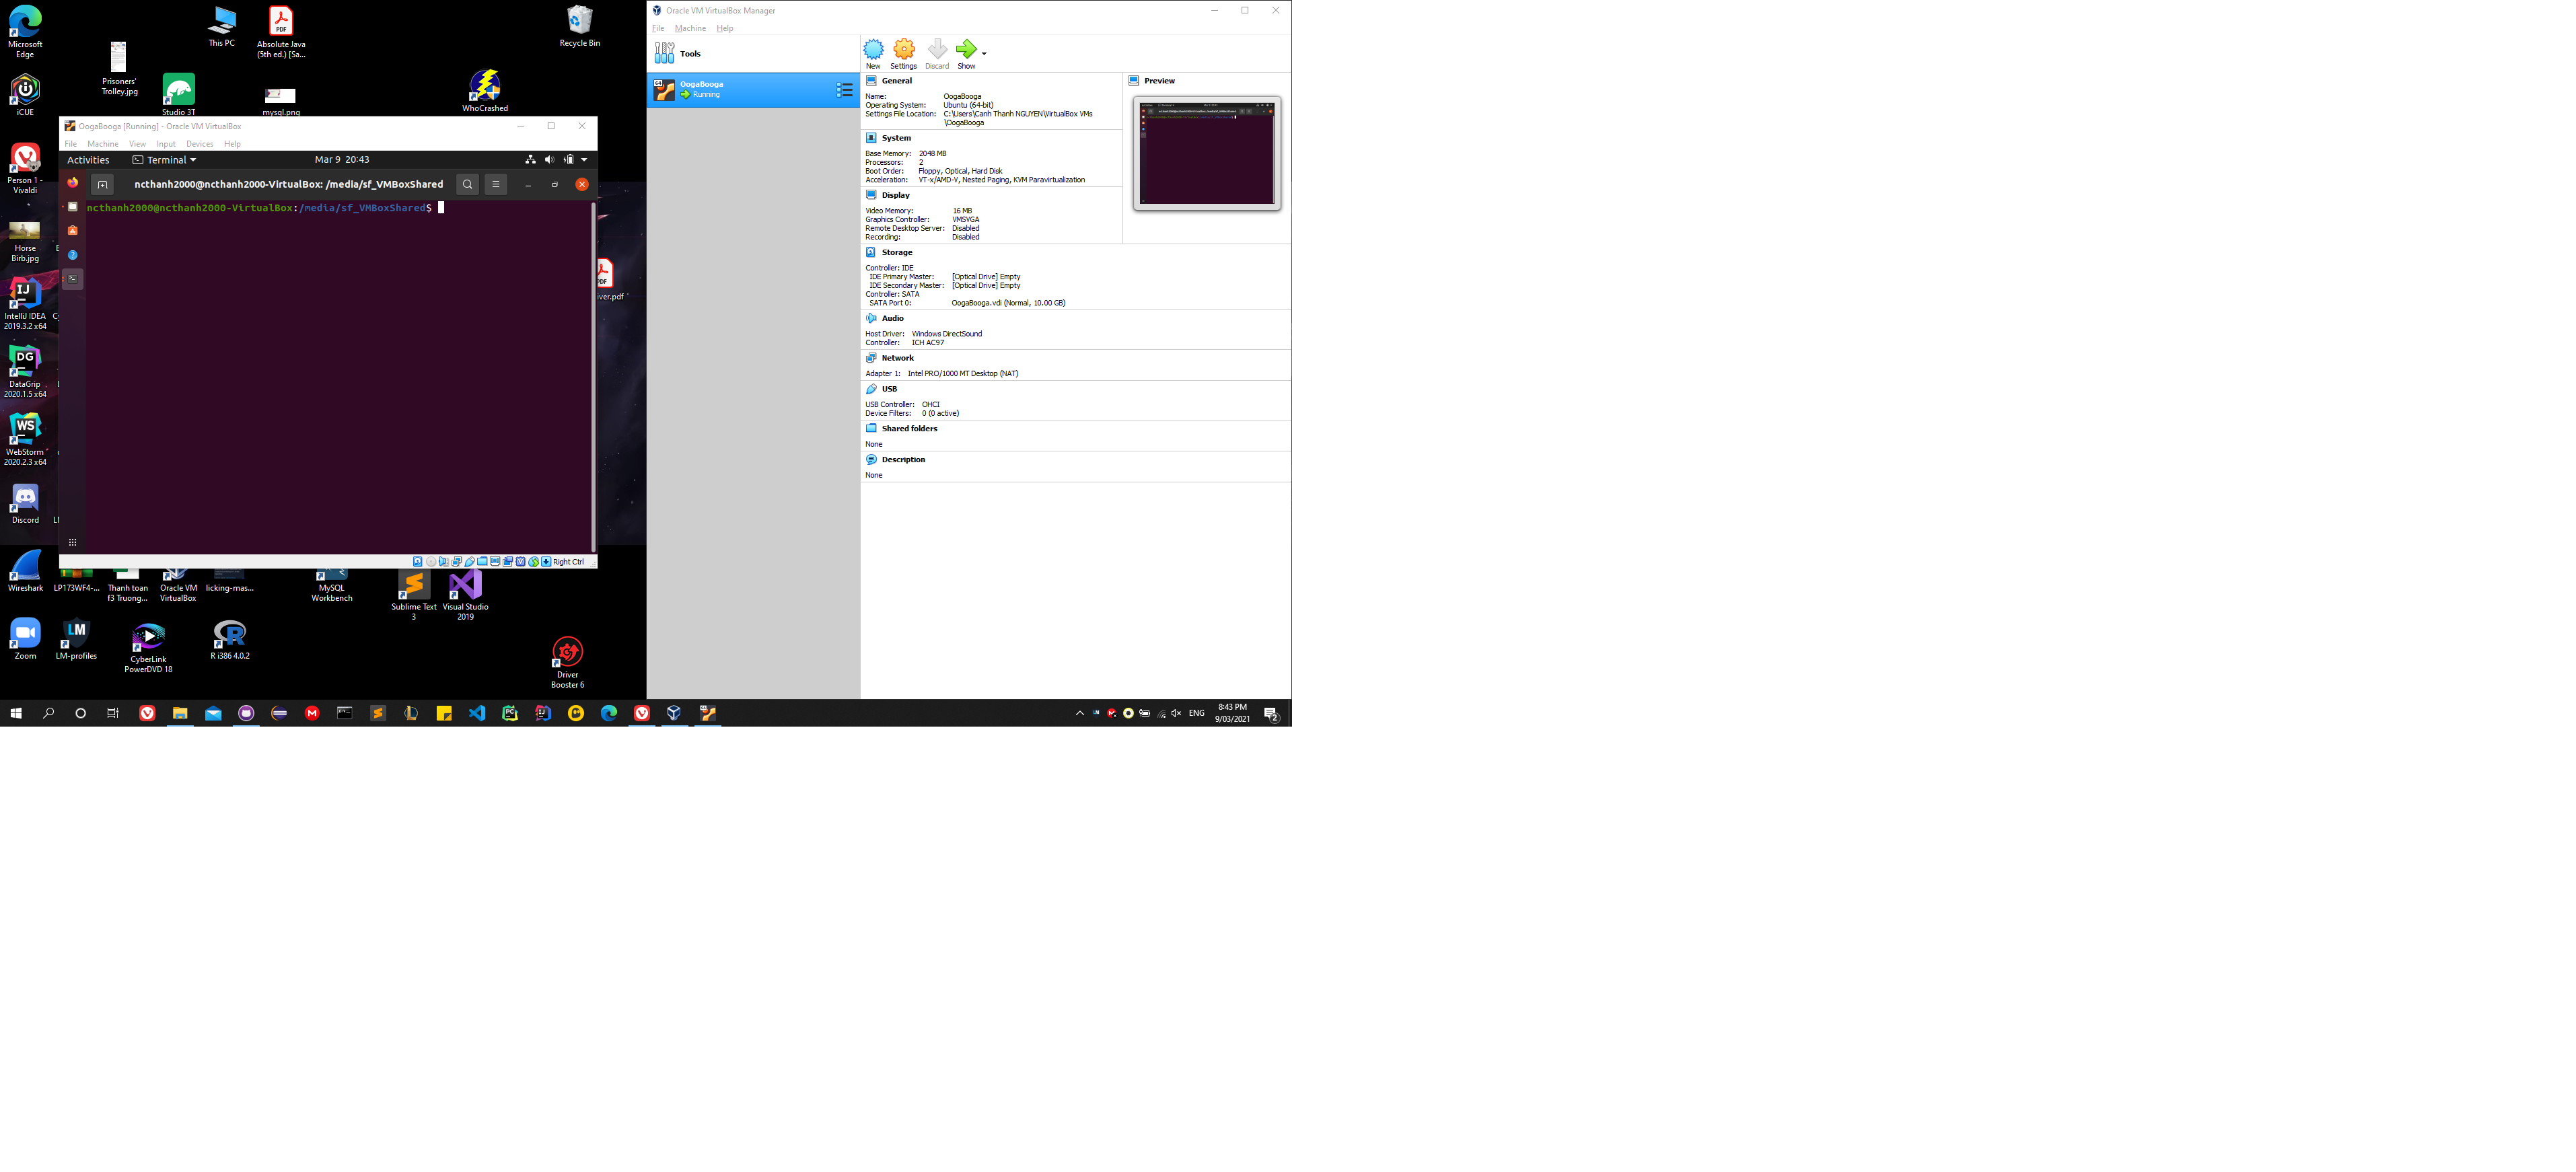 Microsoft
Edge
This PC
Absolute Java
(5th ed.) [Sa...
Recycle Bin
Prisoners'
Trolley.jpg
iCUE
Studio 3T
mysql.png
WhoCrashed
Person 1 -
Vivaldi
Horse
Birb.jpg
IntelliJ IDEA
2019.3.2 x64
DataGrip
2020.1.5 x64
WebStorm
2020.2.3 x64
Discord
iver.pdf
OogaBooga [Running] - Oracle VM VirtualBox
File Machine View Input Devices Help
Activities Terminal Mar 9 20:43
ncthanh2000@ncthanh2000-VirtualBox: /media/sf_VMBoxShared
ncthanh2000@ncthanh2000-VirtualBox:/media/sf_VMBoxShared$
Right Ctrl
Wireshark
LP173WF4-...
Thanh toan
f3 Truong...
Oracle VM
VirtualBox
licking-mas...
MySQL
Workbench
Sublime Text
3
Visual Studio
2019
Zoom
LM-profiles
CyberLink
PowerDVD 18
R i386 4.0.2
Driver
Booster 6
Oracle VM VirtualBox Manager
File Machine Help
Tools
New Settings Discard Show
OogaBooga
Running
General
Name: OogaBooga
Operating System: Ubuntu (64-bit)
Settings File Location: C:\Users\Canh Thanh NGUYEN\VirtualBox VMs
\OogaBooga
System
Base Memory: 2048 MB
Processors: 2
Boot Order: Floppy, Optical, Hard Disk
Acceleration: VT-x/AMD-V, Nested Paging, KVM Paravirtualization
Display
Video Memory: 16 MB
Graphics Controller: VMSVGA
Remote Desktop Server: Disabled
Recording: Disabled
Preview
Storage
Controller: IDE
IDE Primary Master: [Optical Drive] Empty
IDE Secondary Master: [Optical Drive] Empty
Controller: SATA
SATA Port 0: OogaBooga.vdi (Normal, 10.00 GB)
Audio
Host Driver: Windows DirectSound
Controller: ICH AC97
Network
Adapter 1: Intel PRO/1000 MT Desktop (NAT)
USB
USB Controller: OHCI
Device Filters: 0 (0 active)
Shared folders
None
Description
None
ENG
8:43 PM
9/03/2021
2